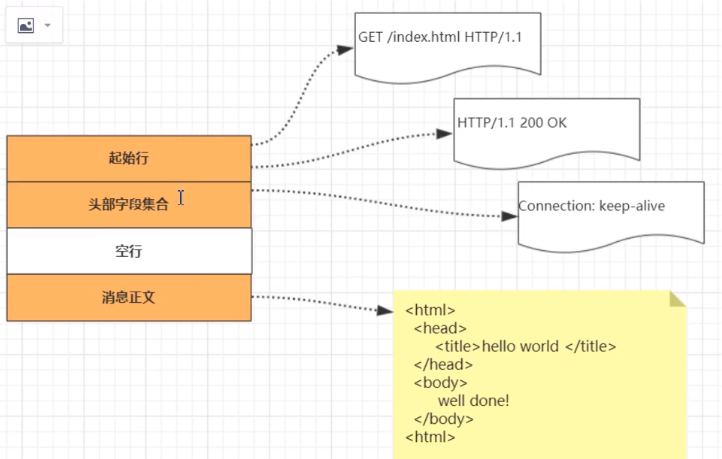 GET /index.html HTTP/1.1
HTTP/1.1 200 OK
起始行
头部字段集合
Connection: keep-alive
空行
消息正文
<html>
<head>
<title>hello world </title>
</head>
<body>
well done!
</body>
<html>